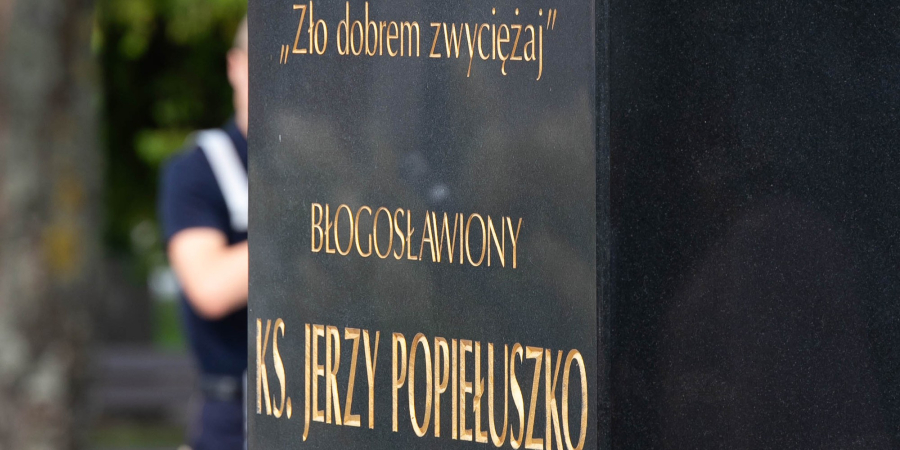 „Zło dobrem zwyciężaj”
BŁOGOSŁAWIONY
KS. JERZY POPIEŁUSZKO